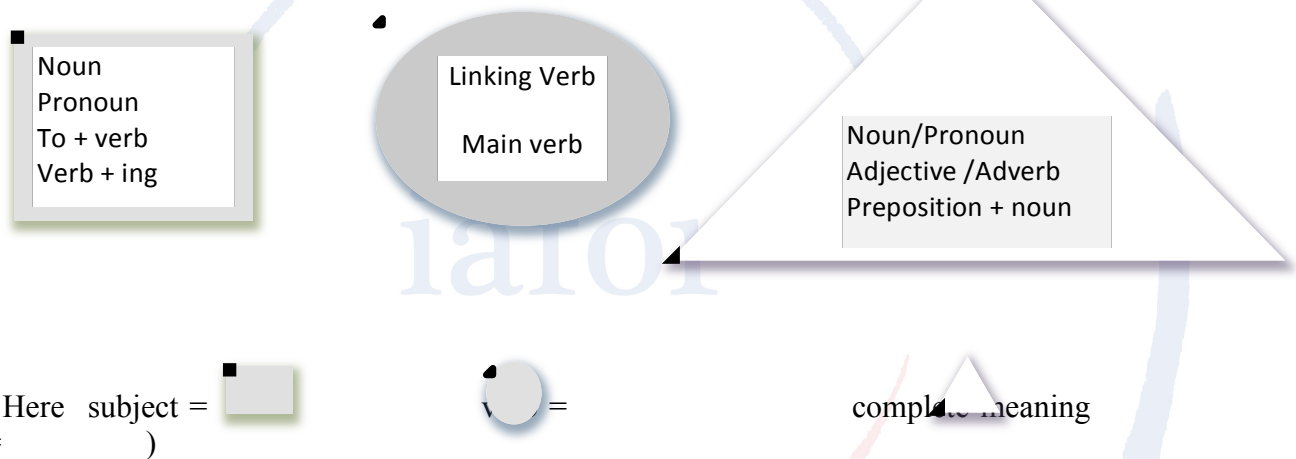 Noun
Pronoun
To + verb
Verb + ing
Linking Verb
Main verb
Noun/Pronoun
Adjective /Adverb
Preposition + noun
iafor
Here subject = = meaning
)